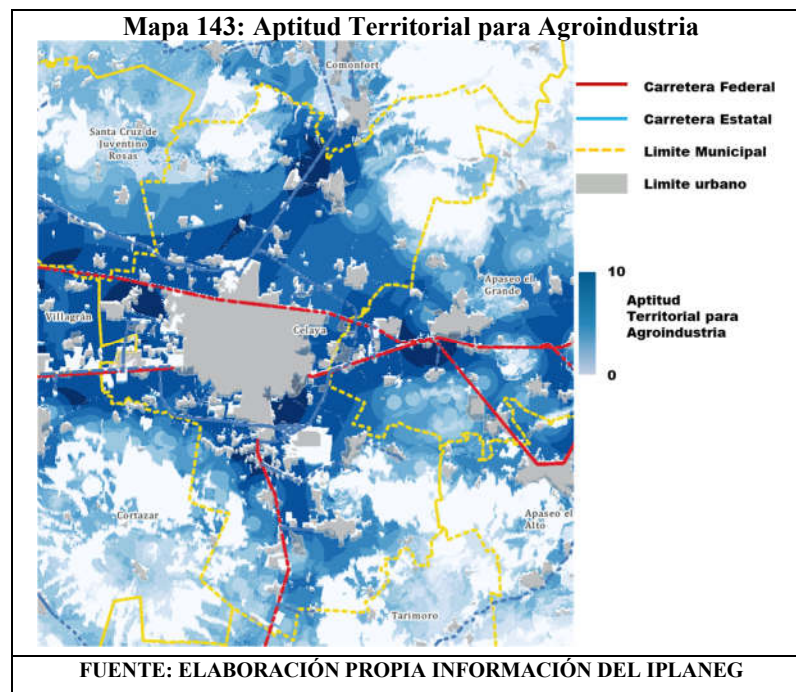 Mapa 143: Aptitud Territorial para Agroindustria
Comonfort
Santa Cruz de
Juventino
Rosas
Apaseo el
Grande
Villagrán
Celaya
Cortazar
Apaseo el
Alto
Tarimoro
Carretera Federal
Carretera Estatal
Limite Municipal
Limite urbano
10
Aptitud
Territorial para
Agroindustria
0
FUENTE: ELABORACIÓN PROPIA INFORMACIÓN DEL IPLANEG